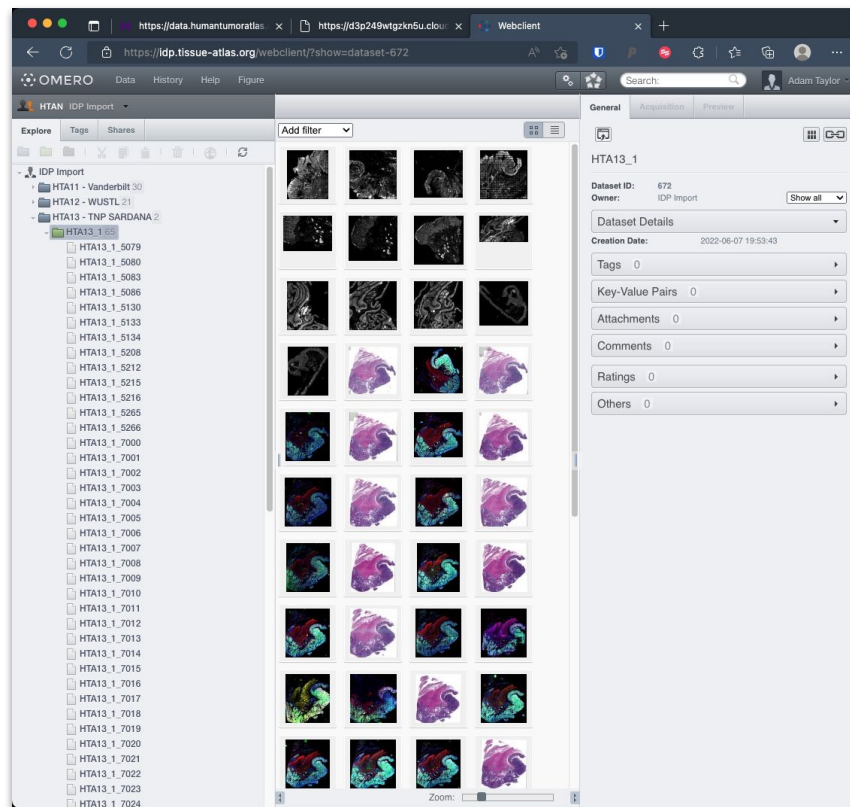 https://data.humantumoratlas.
https://d3p249wtgzkn5u.clouc
Webclient
https://idp.tissue-atlas.org/webclient/?show=dataset-672
OMERO
Data
History
Help
Figure
Search:
Adam Taylor
HTAN IDP Import
Explore
Tags
Shares
Add filter
General
Acquisition
Preview
IDP Import
HTA11 - Vanderbilt 30
HTA12 - WUSTL 21
HTA13 - TNP SARDANA 2
HTA13_1 65
HTA13_1_5079
HTA13_1_5080
HTA13_1_5083
HTA13_1_5086
HTA13_1_5130
HTA13_1_5133
HTA13_1_5134
HTA13_1_5208
HTA13_1_5212
HTA13_1_5215
HTA13_1_5216
HTA13_1_5265
HTA13_1_5266
HTA13_1_7000
HTA13_1_7001
HTA13_1_7002
HTA13_1_7003
HTA13_1_7004
HTA13_1_7005
HTA13_1_7006
HTA13_1_7007
HTA13_1_7008
HTA13_1_7009
HTA13_1_7010
HTA13_1_7011
HTA13_1_7012
HTA13_1_7013
HTA13_1_7014
HTA13_1_7015
HTA13_1_7016
HTA13_1_7017
HTA13_1_7018
HTA13_1_7019
HTA13_1_7020
HTA13_1_7021
HTA13_1_7022
HTA13_1_7023
HTA13_1_7024
Zoom:
HTA13_1
Dataset ID: 672
Owner: IDP Import
Show all
Dataset Details
Creation Date: 2022-06-07 19:53:43
Tags 0
Key-Value Pairs 0
Attachments 0
Comments 0
Ratings 0
Others 0